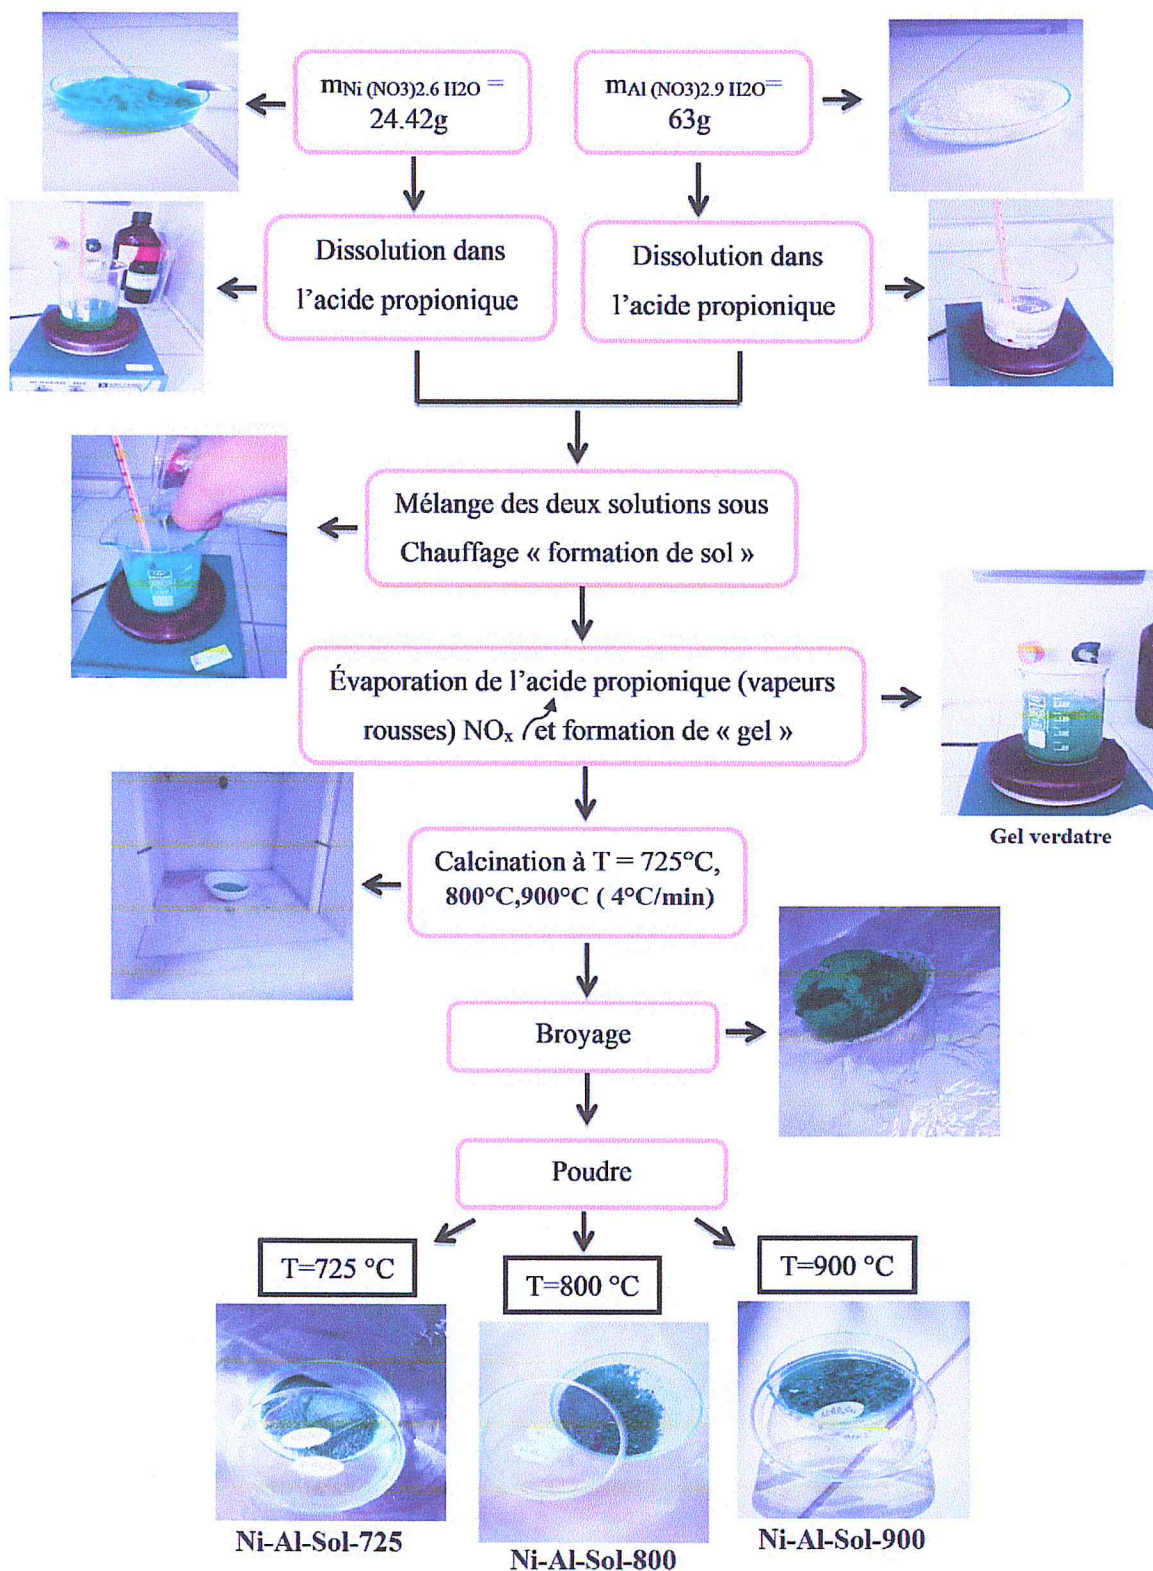 mNi (NO3)2.6 H2O =
24.42g
mAl (NO3)2.9 H2O=
63g
Dissolution dans
l'acide propionique
Dissolution dans
l'acide propionique
Mélange des deux solutions sous
Chauffage « formation de sol »
Évaporation de l'acide propionique (vapeurs
rousses) NOx et formation de « gel »
Gel verdatre
Calcination à T = 725°C,
800°C,900°C ( 4°C/min)
Broyage
Poudre
T=725 °C
T=800 °C
T=900 °C
Ni-Al-Sol-725
Ni-Al-Sol-800
Ni-Al-Sol-900